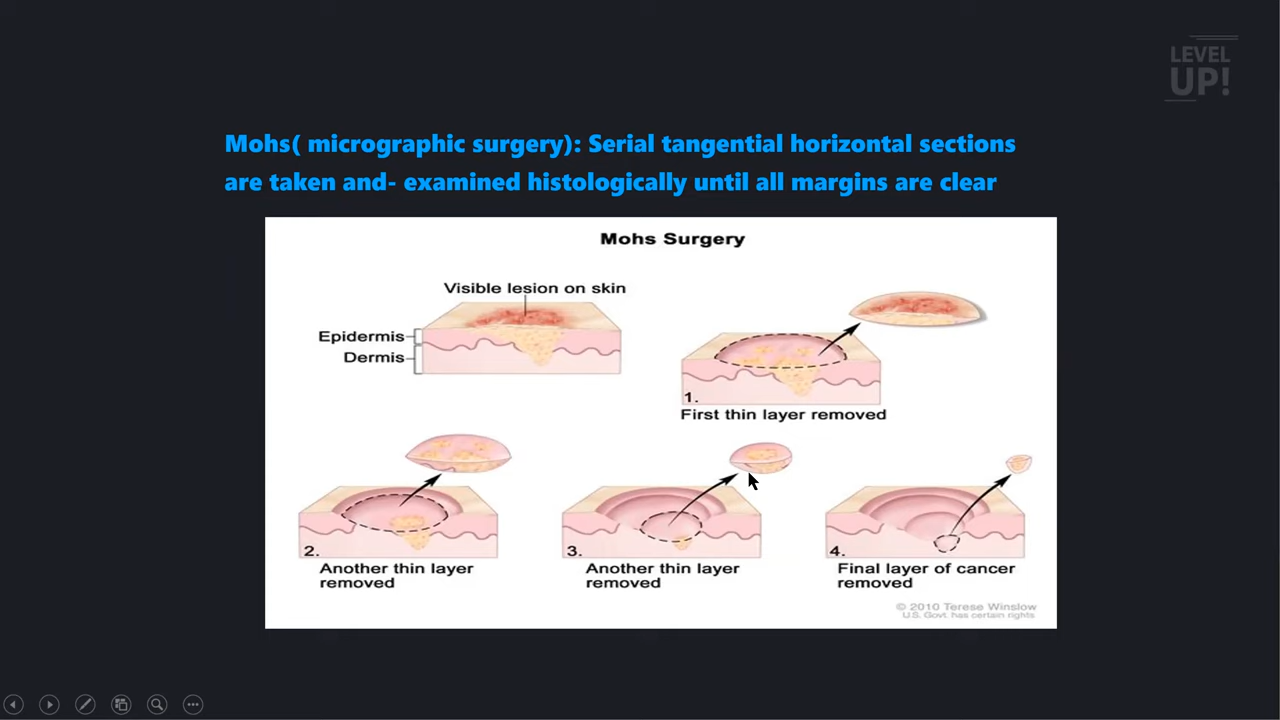 LEVEL
UP!
Mohs( micrographic surgery): Serial tangential horizontal sections
are taken and- examined histologically until all margins are clear
Mohs Surgery
Visible lesion on skin
Epidermis
Dermis
1.
First thin layer removed
2.
Another thin layer
removed
3.
Another thin layer
removed
4.
Final layer of cancer
removed
© 2010 Terese Winslow
U.S. Govt. has certain rights